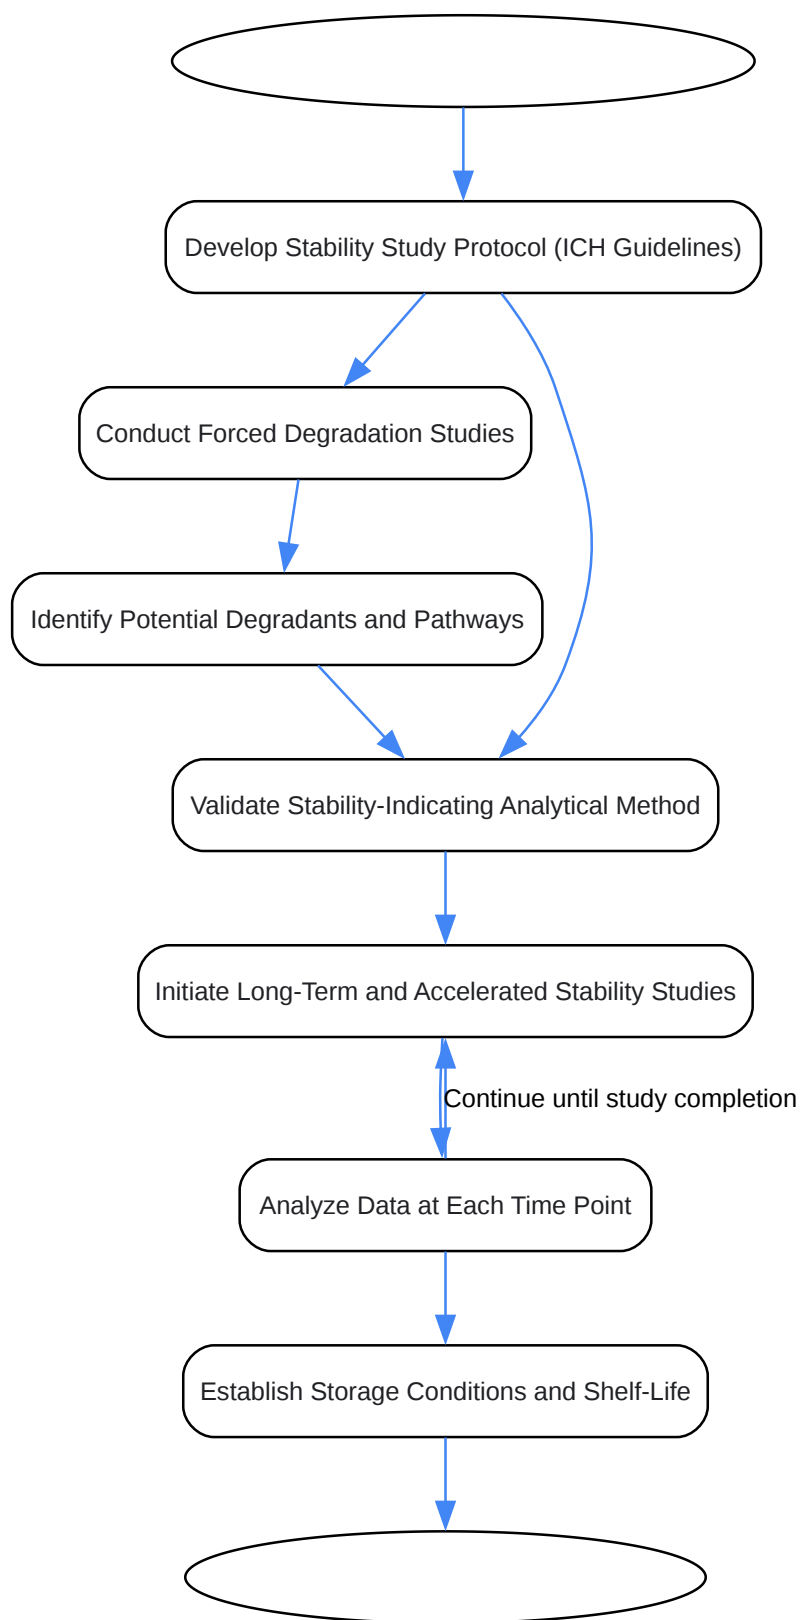 Develop Stability Study Protocol (ICH Guidelines)
Conduct Forced Degradation Studies
Identify Potential Degradants and Pathways
Validate Stability-Indicating Analytical Method
Initiate Long-Term and Accelerated Stability Studies
Continue until study completion
Analyze Data at Each Time Point
Establish Storage Conditions and Shelf-Life